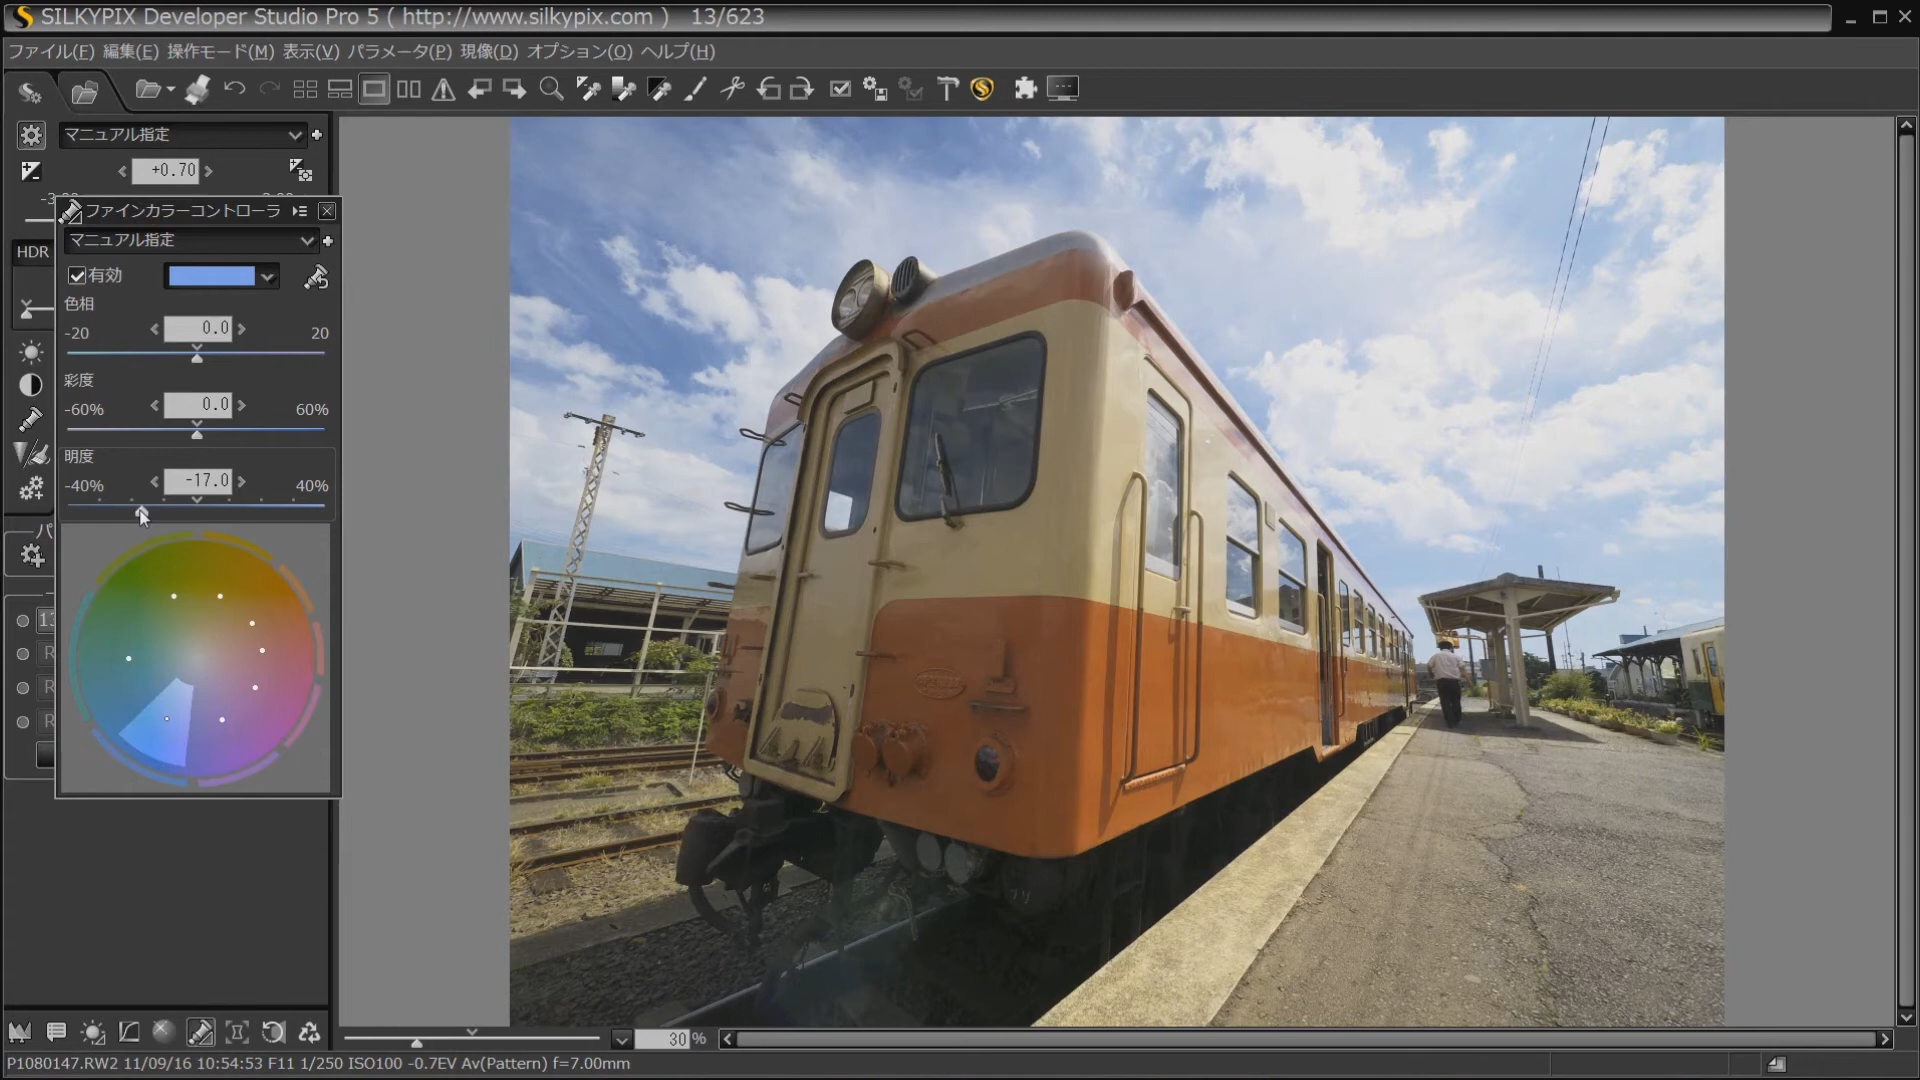 SILKYPIX Developer Studio Pro 5 ( http://www.silkypix.com )    13/623
ファイル(F) 編集(E) 操作モード(M) 表示(V) パラメータ(P) 現像(D) オプション(O) ヘルプ(H)
マニュアル指定
+0.70
ファインカラーコントローラ
マニュアル指定
HDR
有効
色相
-20 0.0 20
彩度
-60% 0.0 60%
明度
-40% -17.0 40%
パ
13
R
R
R
30 %
P1080147.RW2 11/09/16 10:54:53 F11 1/250 ISO100 -0.7EV Av(Pattern) f=7.00mm